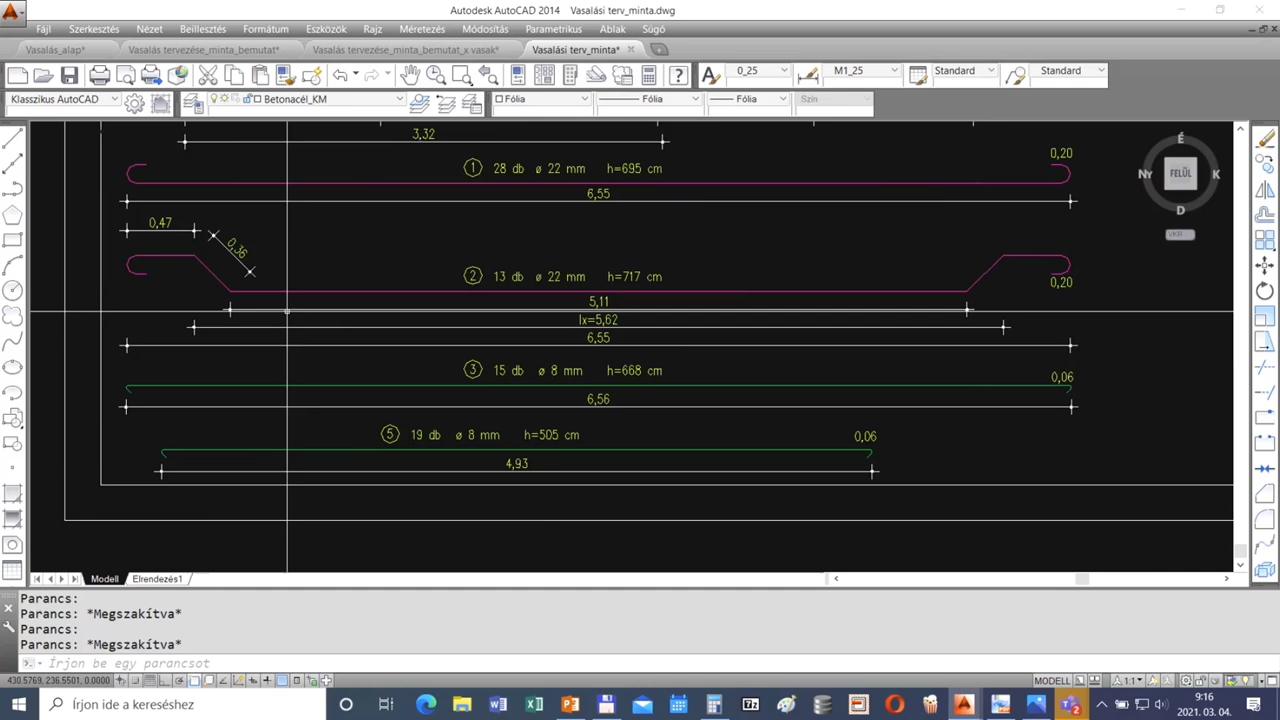 Autodesk AutoCAD 2014 Vasalási terv_minta.dwg
Fájl Szerkesztés Nézet Beillesztés Formátum Eszközök Rajz Méretezés Módosítás Parametrikus Ablak Súgó
Vasalás_alap* Vasalás tervezése_minta_bemutat* Vasalás tervezése_minta_bemutat_x vasak* Vasalási terv_minta*
0_25 M1_25 Standard Standard
Klasszikus AutoCAD Betonacél_KM Fólia Fólia Fólia Szín
3,32
1 28 db ø 22 mm h=695 cm
0,20
6,55
0,47
0,36
2 13 db ø 22 mm h=717 cm
0,20
5,11
lx=5,62
6,55
3 15 db ø 8 mm h=668 cm
0,06
6,56
5 19 db ø 8 mm h=505 cm
0,06
4,93
É
NY FELÜL K
D
VKR
Modell Elrendezés1
Parancs:
Parancs: *Megszakítva*
Parancs:
Parancs: *Megszakítva*
Írjon be egy parancsot
430.5769, 236.5501, 0.0000 MODELL 1:1
Írjon ide a kereséshez
9:16
2021. 03. 04.